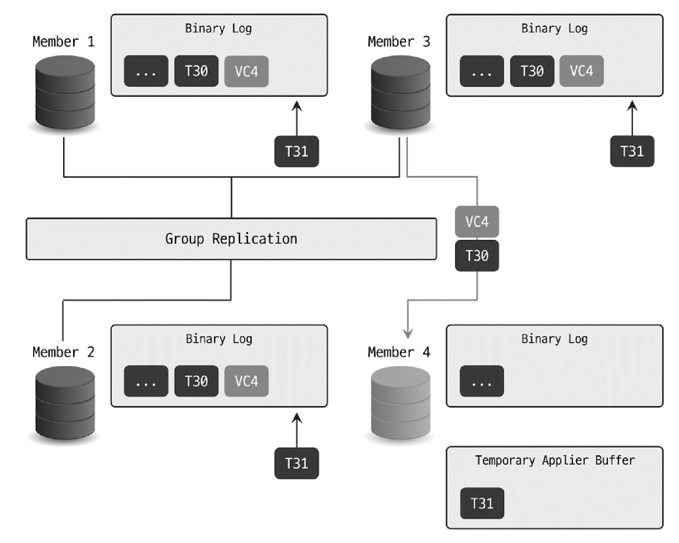 Member 1
Binary Log
... T30 VC4
T31
Member 3
Binary Log
... T30 VC4
T31
Group Replication
VC4
T30
Member 2
Binary Log
... T30 VC4
T31
Member 4
Binary Log
...
Temporary Applier Buffer
T31